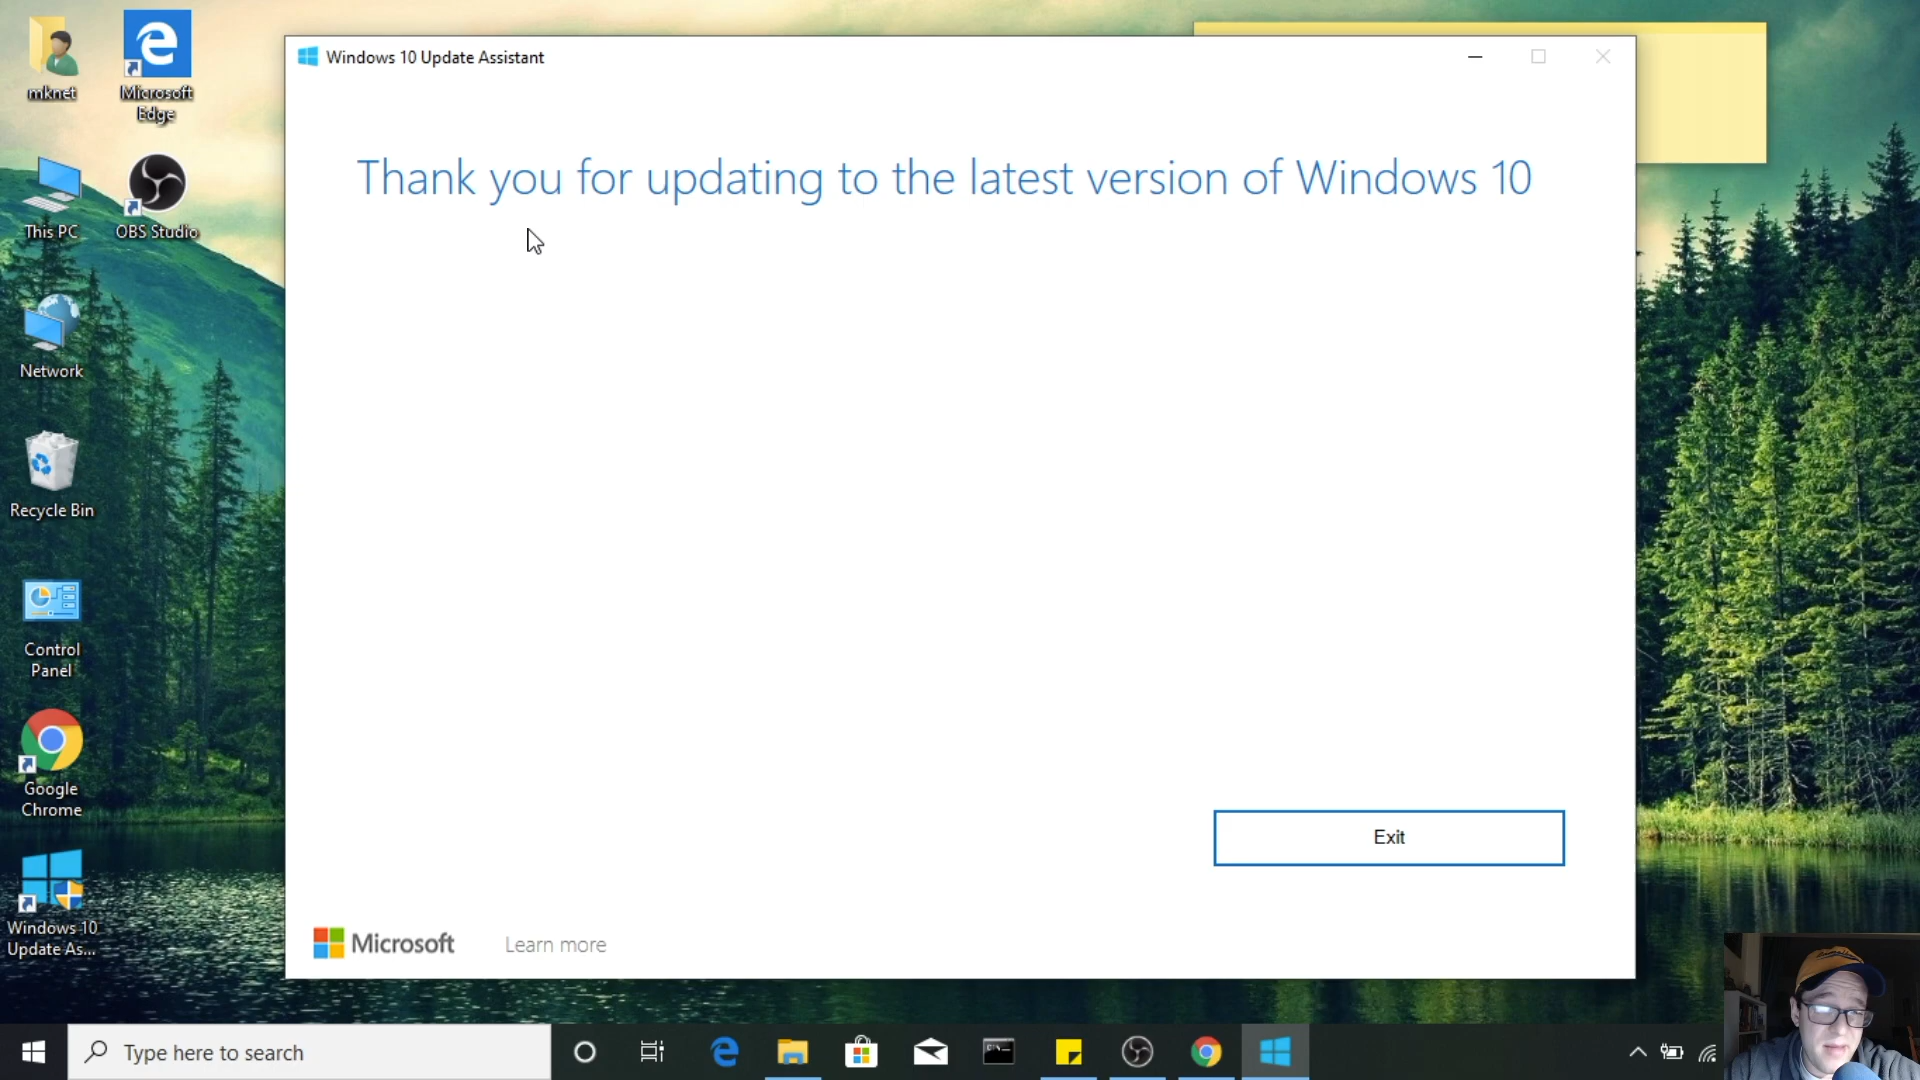 mknet
Microsoft
Edge
This PC
OBS Studio
Network
Recycle Bin
Control
Panel
Google
Chrome
Windows 10
Update As...
Windows 10 Update Assistant
Thank you for updating to the latest version of Windows 10
Exit
Microsoft
Learn more
Type here to search